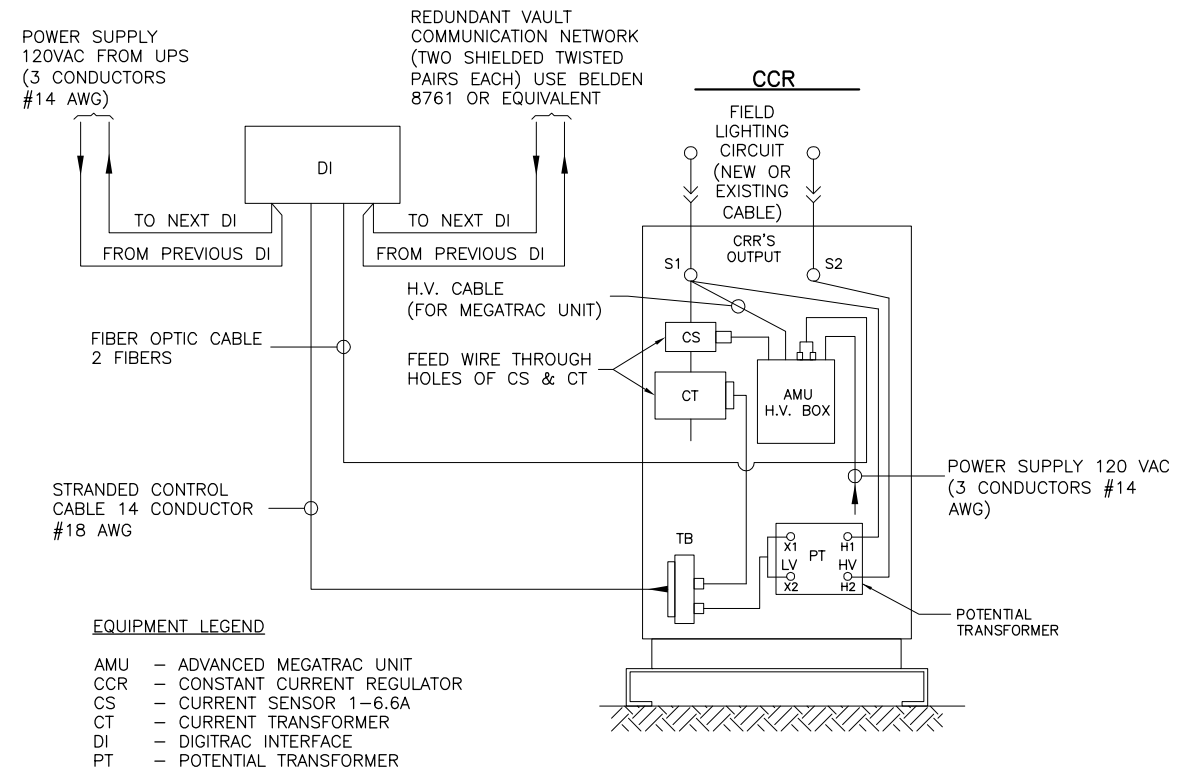 POWER SUPPLY
120VAC FROM UPS
(3 CONDUCTORS
#14 AWG)
REDUNDANT VAULT
COMMUNICATION NETWORK
(TWO SHIELDED TWISTED
PAIRS EACH) USE BELDEN
8761 OR EQUIVALENT
CCR
FIELD
LIGHTING
CIRCUIT
(NEW OR
EXISTING
CABLE)
DI
TO NEXT DI
FROM PREVIOUS DI
TO NEXT DI
FROM PREVIOUS DI
CRR'S
OUTPUT
S1
S2
H.V. CABLE
(FOR MEGATRAC UNIT)
FIBER OPTIC CABLE
2 FIBERS
FEED WIRE THROUGH
HOLES OF CS & CT
CS
CT
AMU
H.V. BOX
POWER SUPPLY 120 VAC
(3 CONDUCTORS #14
AWG)
STRANDED CONTROL
CABLE 14 CONDUCTOR
#18 AWG
TB
X1
H1
PT
LV
HV
X2
H2
POTENTIAL
TRANSFORMER
EQUIPMENT LEGEND
AMU – ADVANCED MEGATRAC UNIT
CCR – CONSTANT CURRENT REGULATOR
CS – CURRENT SENSOR 1–6.6A
CT – CURRENT TRANSFORMER
DI – DIGITRAC INTERFACE
PT – POTENTIAL TRANSFORMER